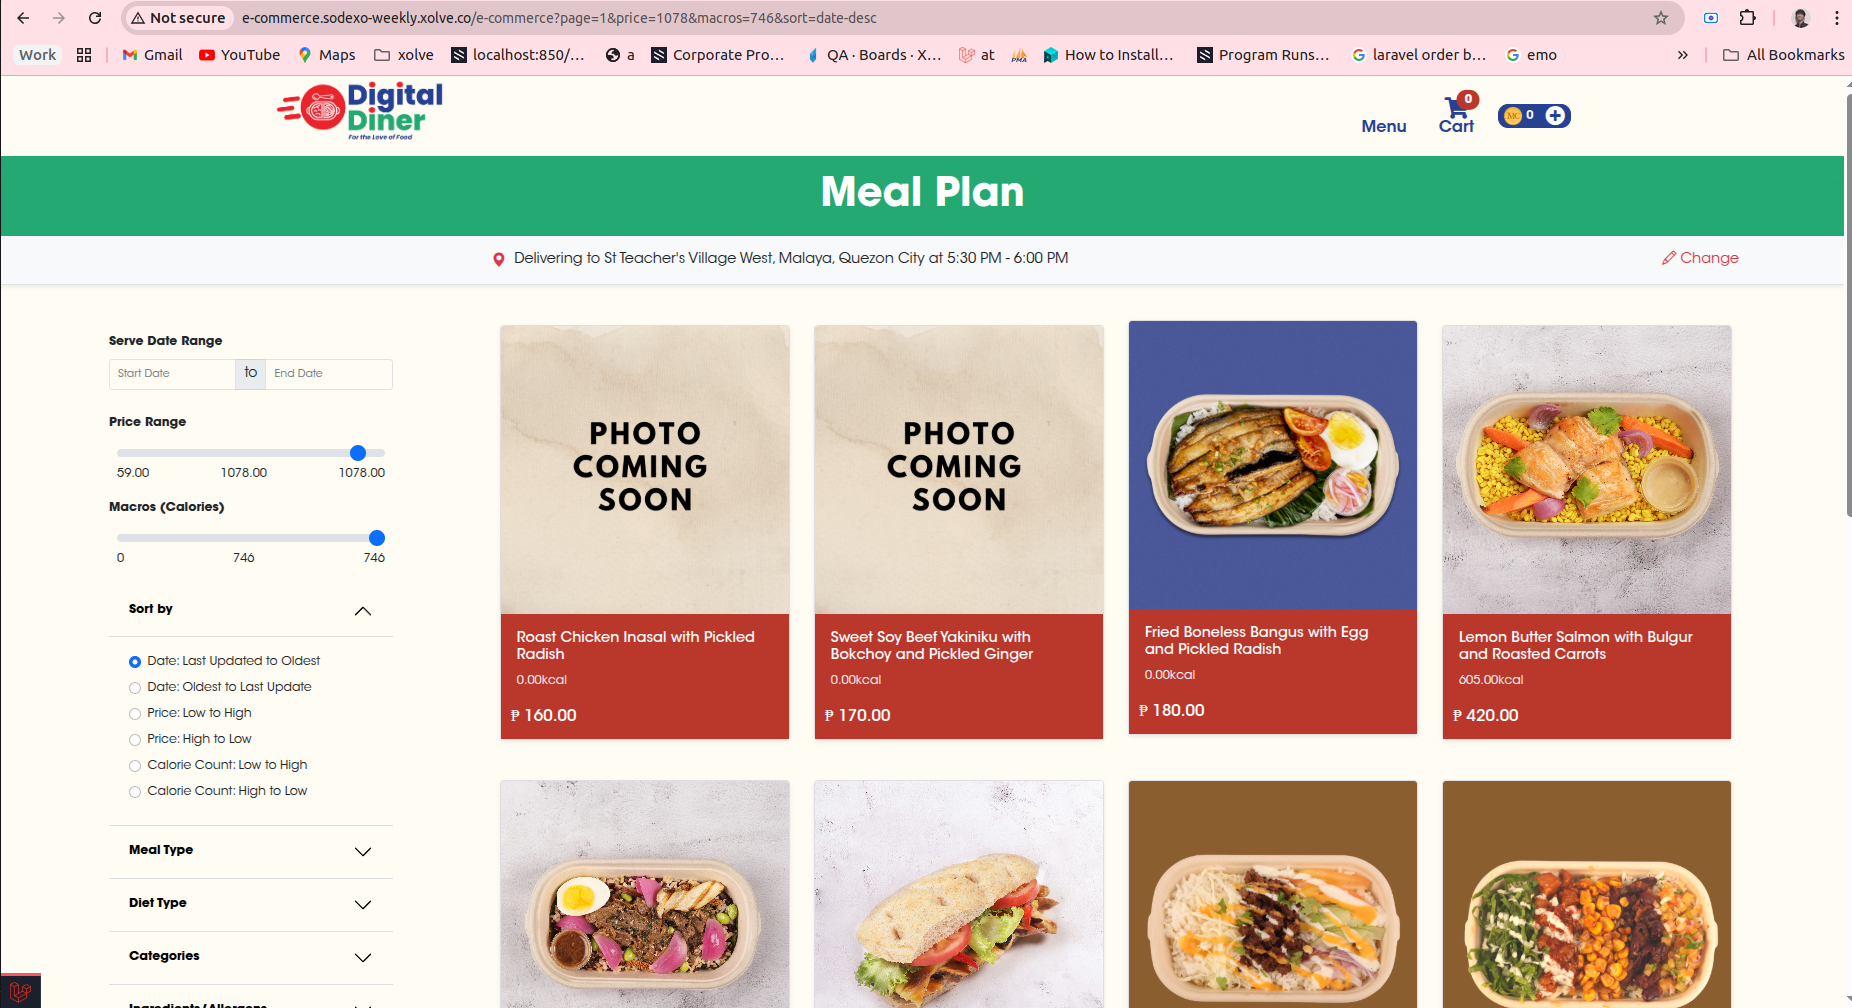 Not secure
e-commerce.sodexo-weekly.xolve.co/e-commerce?page=1&price=1078&macros=746&sort=date-desc
Work
Gmail
YouTube
Maps
xolve
localhost:850/...
a
Corporate Pro...
QA · Boards · X...
at
How to Install...
Program Runs...
laravel order b...
emo
»
All Bookmarks
Digital
Diner
For the Love of Food
Menu
0
Cart
MC 0
Meal Plan
Delivering to St Teacher's Village West, Malaya, Quezon City at 5:30 PM - 6:00 PM
Change
Serve Date Range
Start Date to End Date
Price Range
59.00 1078.00 1078.00
Macros (Calories)
0 746 746
Sort by
Date: Last Updated to Oldest
Date: Oldest to Last Update
Price: Low to High
Price: High to Low
Calorie Count: Low to High
Calorie Count: High to Low
Meal Type
Diet Type
Categories
Ingredients/Allergens
PHOTO
COMING
SOON
Roast Chicken Inasal with Pickled
Radish
0.00kcal
₱ 160.00
PHOTO
COMING
SOON
Sweet Soy Beef Yakiniku with
Bokchoy and Pickled Ginger
0.00kcal
₱ 170.00
Fried Boneless Bangus with Egg
and Pickled Radish
0.00kcal
₱ 180.00
Lemon Butter Salmon with Bulgur
and Roasted Carrots
605.00kcal
₱ 420.00